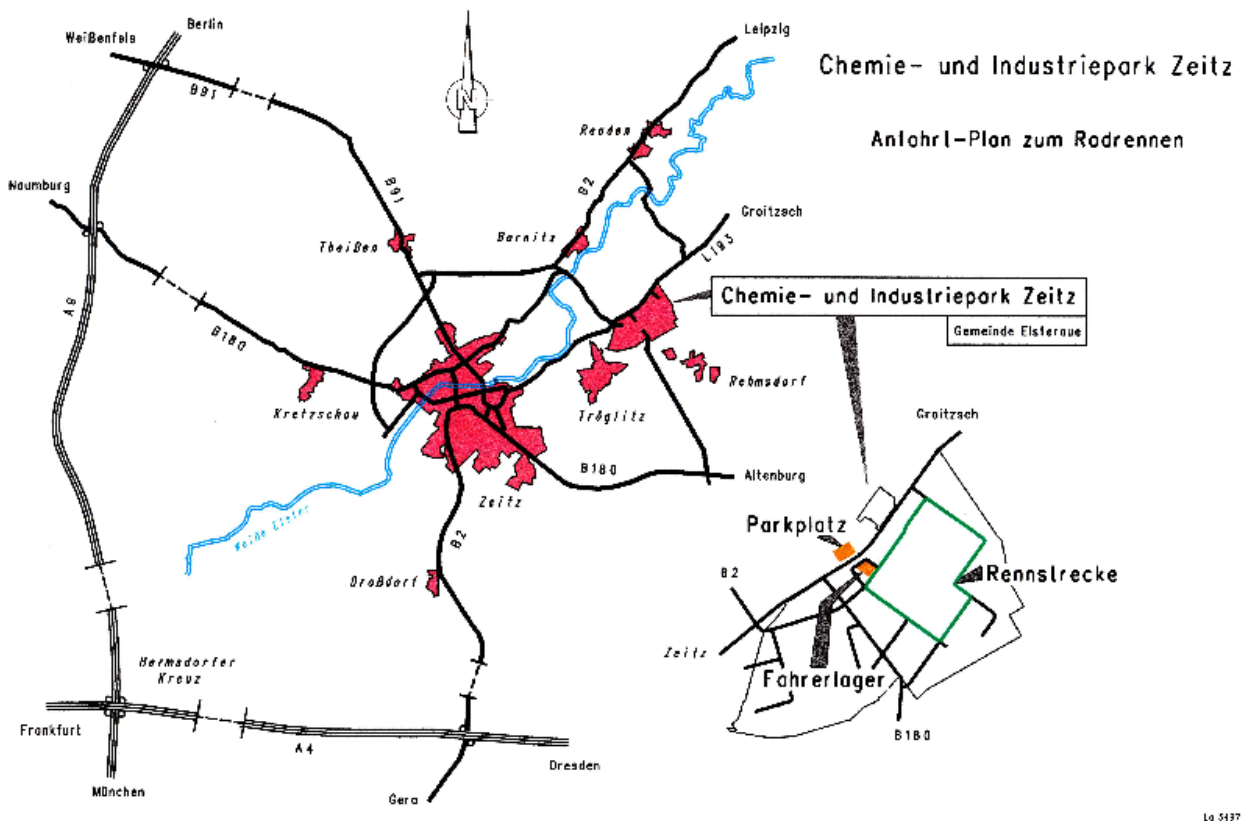 Berlin
Weißenfels
B91
Leipzig
Chemie- und Industriepark Zeitz
N
Reuden
Anfahrt-Plan zum Radrennen
B2
B91
Naumburg
Groitzsch
Theißen
Bornitz
L193
Chemie- und Industriepark Zeitz
Gemeinde Elsteraue
A9
B180
Rehmsdorf
Kretzschau
Tröglitz
Groitzsch
B180
Altenburg
Zeitz
Weiße Elster
Parkplatz
B2
Droßdorf
B2
Rennstrecke
Zeitz
Hermsdorfer
Kreuz
Fahrerlager
Frankfurt
A4
B180
Dresden
München
Gera